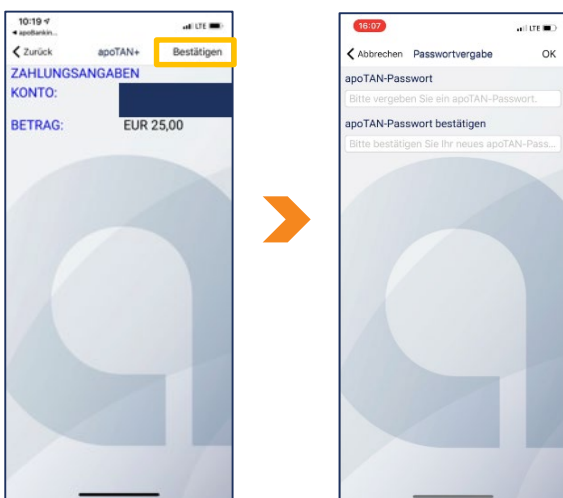 10:19
LTE
apoBankin...
Zurück apoTAN+ Bestätigen
ZAHLUNGSANGABEN
KONTO:
BETRAG: EUR 25,00
16:07 LTE
Abbrechen Passwortvergabe OK
apoTAN-Passwort
Bitte vergeben Sie ein apoTAN-Passwort.
apoTAN-Passwort bestätigen
Bitte bestätigen Sie Ihr neues apoTAN-Pass...